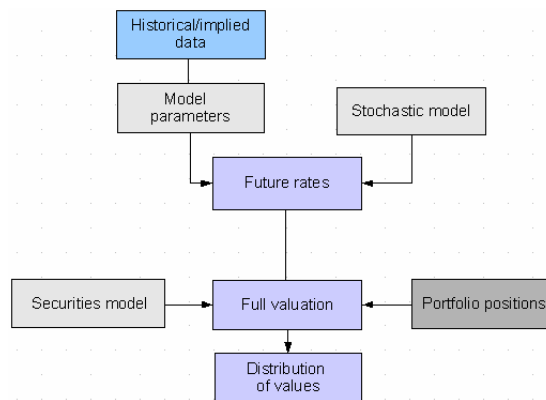 Historical/implied
data
Model
parameters
Stochastic model
Future rates
Securities model
Full valuation
Portfolio positions
Distribution
of values